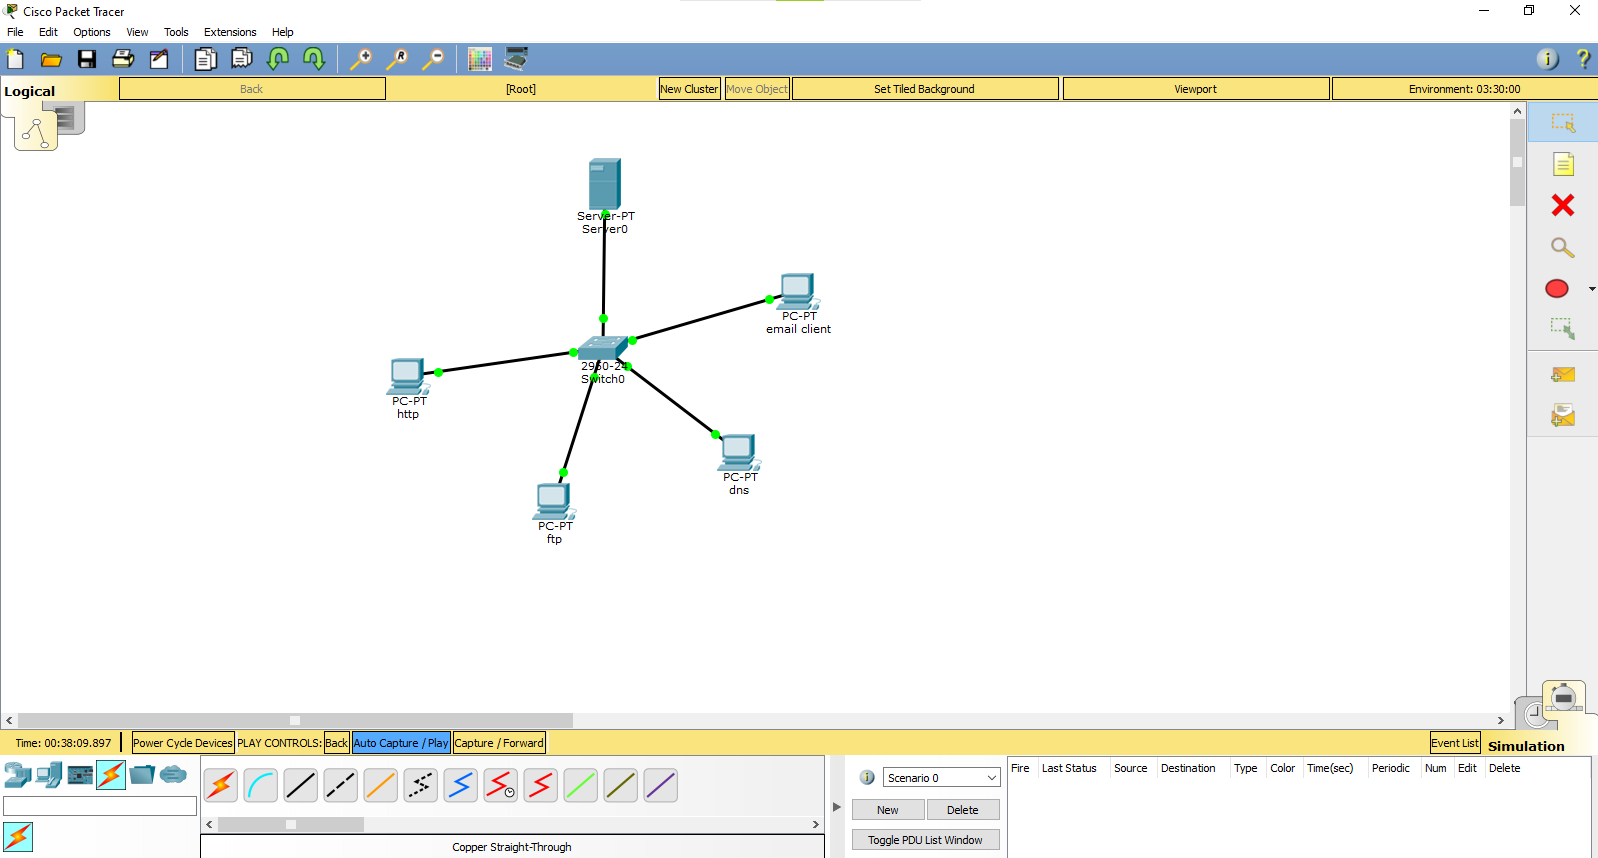 Cisco Packet Tracer
File Edit Options View Tools Extensions Help
Logical Back [Root] New Cluster Move Object Set Tiled Background Viewport Environment: 03:30:00
Server-PT
Server0
PC-PT
email client
2950-24
Switch0
PC-PT
http
PC-PT
dns
PC-PT
ftp
Time: 00:38:09.897 Power Cycle Devices PLAY CONTROLS: Back Auto Capture / Play Capture / Forward Event List Simulation
Scenario 0
New Delete
Toggle PDU List Window
Fire Last Status Source Destination Type Color Time(sec) Periodic Num Edit Delete
Copper Straight-Through